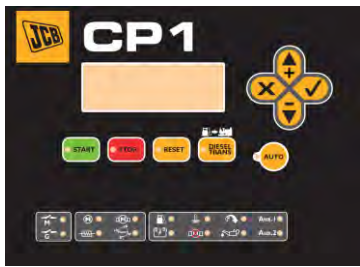 JCB
CP1
START
STOP
RESET
DIESEL
TRANS
AUTO
M
H
G
Aux.1
Aux.2